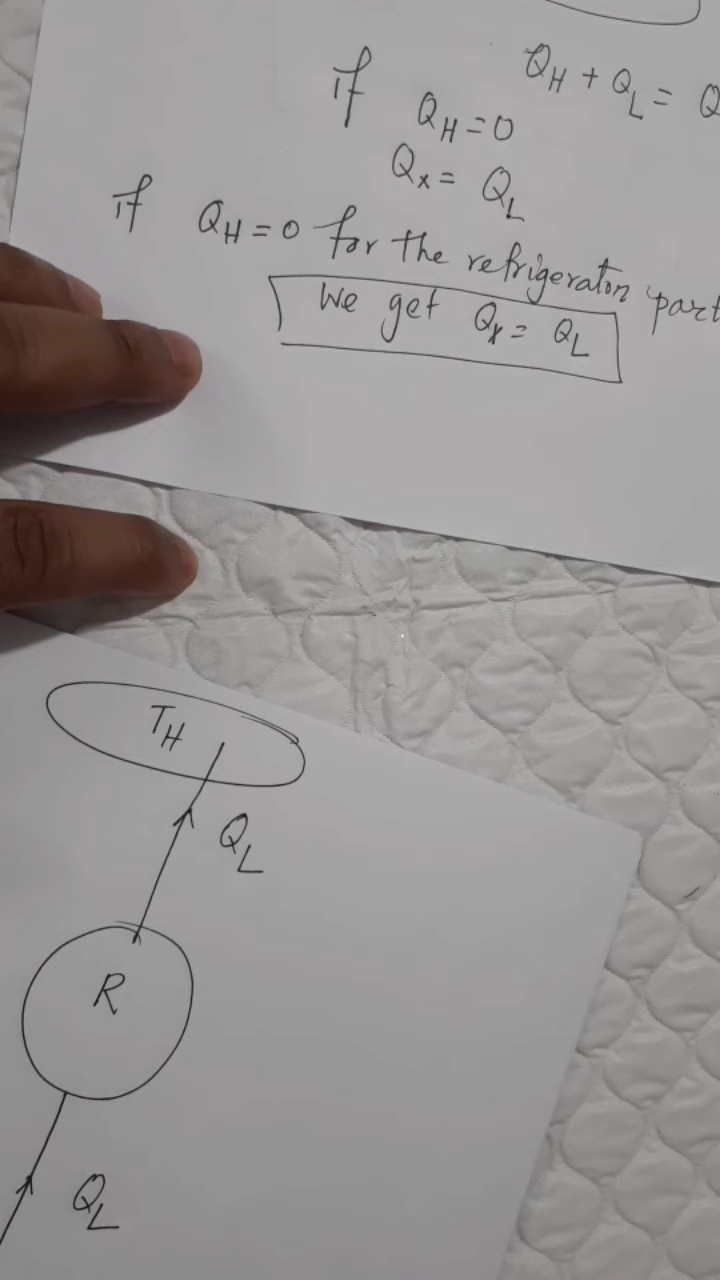 Q_H + Q_L = Q
if Q_H = 0
Q_x = Q_L
if Q_H = 0 for the refrigeration part
We get Q_x = Q_L
T_H
Q_L
R
Q_L